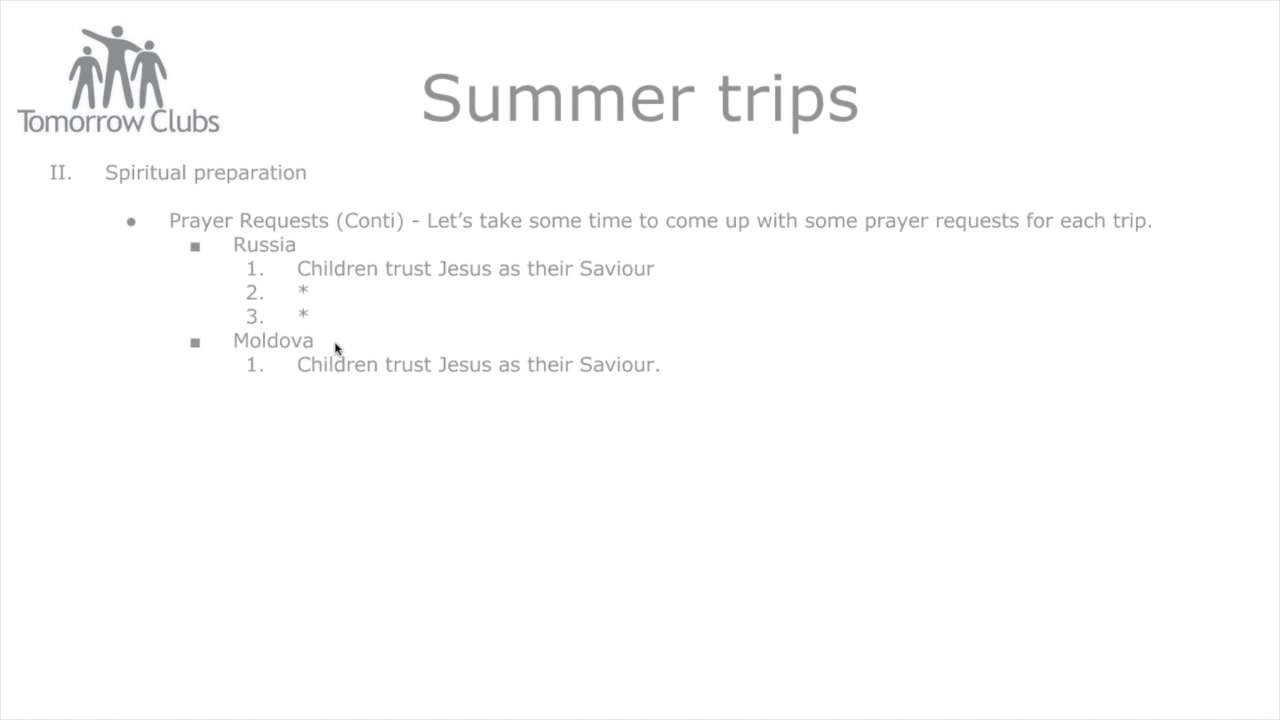 Tomorrow Clubs
Summer trips
II. Spiritual preparation
● Prayer Requests (Conti) - Let’s take some time to come up with some prayer requests for each trip.
■ Russia
1. Children trust Jesus as their Saviour
2. *
3. *
■ Moldova
1. Children trust Jesus as their Saviour.